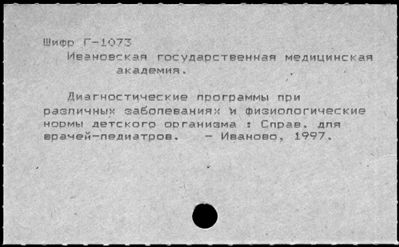 Шифр Г-1073
Ивановская государственная медицинская
академия.
Диагностические программы при
различных заболеваниях и физиологические
нормы детского организма : Справ. для
врачей-педиатров. - Иваново, 1997.